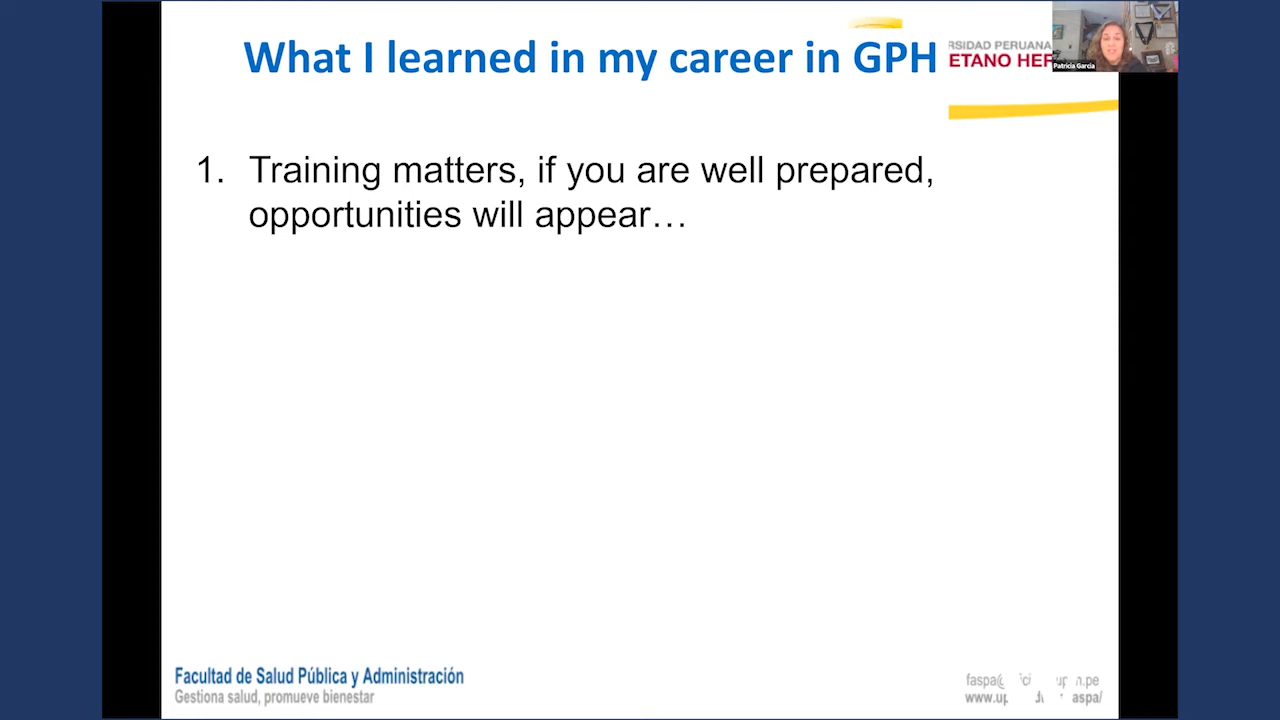 What I learned in my career in GPH
RSIDAD PERUANA
ETANO HER
Patricia Garcia
1. Training matters, if you are well prepared,
opportunities will appear…
Facultad de Salud Pública y Administración
Gestiona salud, promueve bienestar